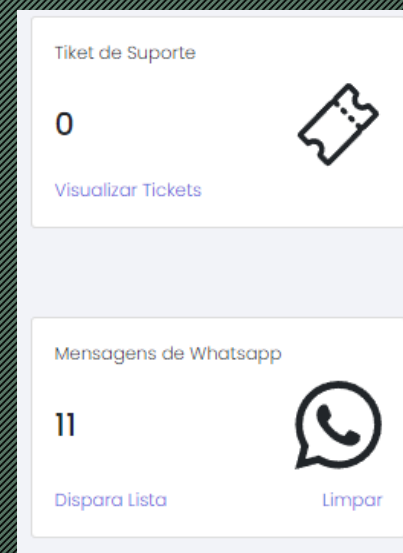 Tiket de Suporte
0
Visualizar Tickets
Mensagens de Whatsapp
11
Dispara Lista Limpar